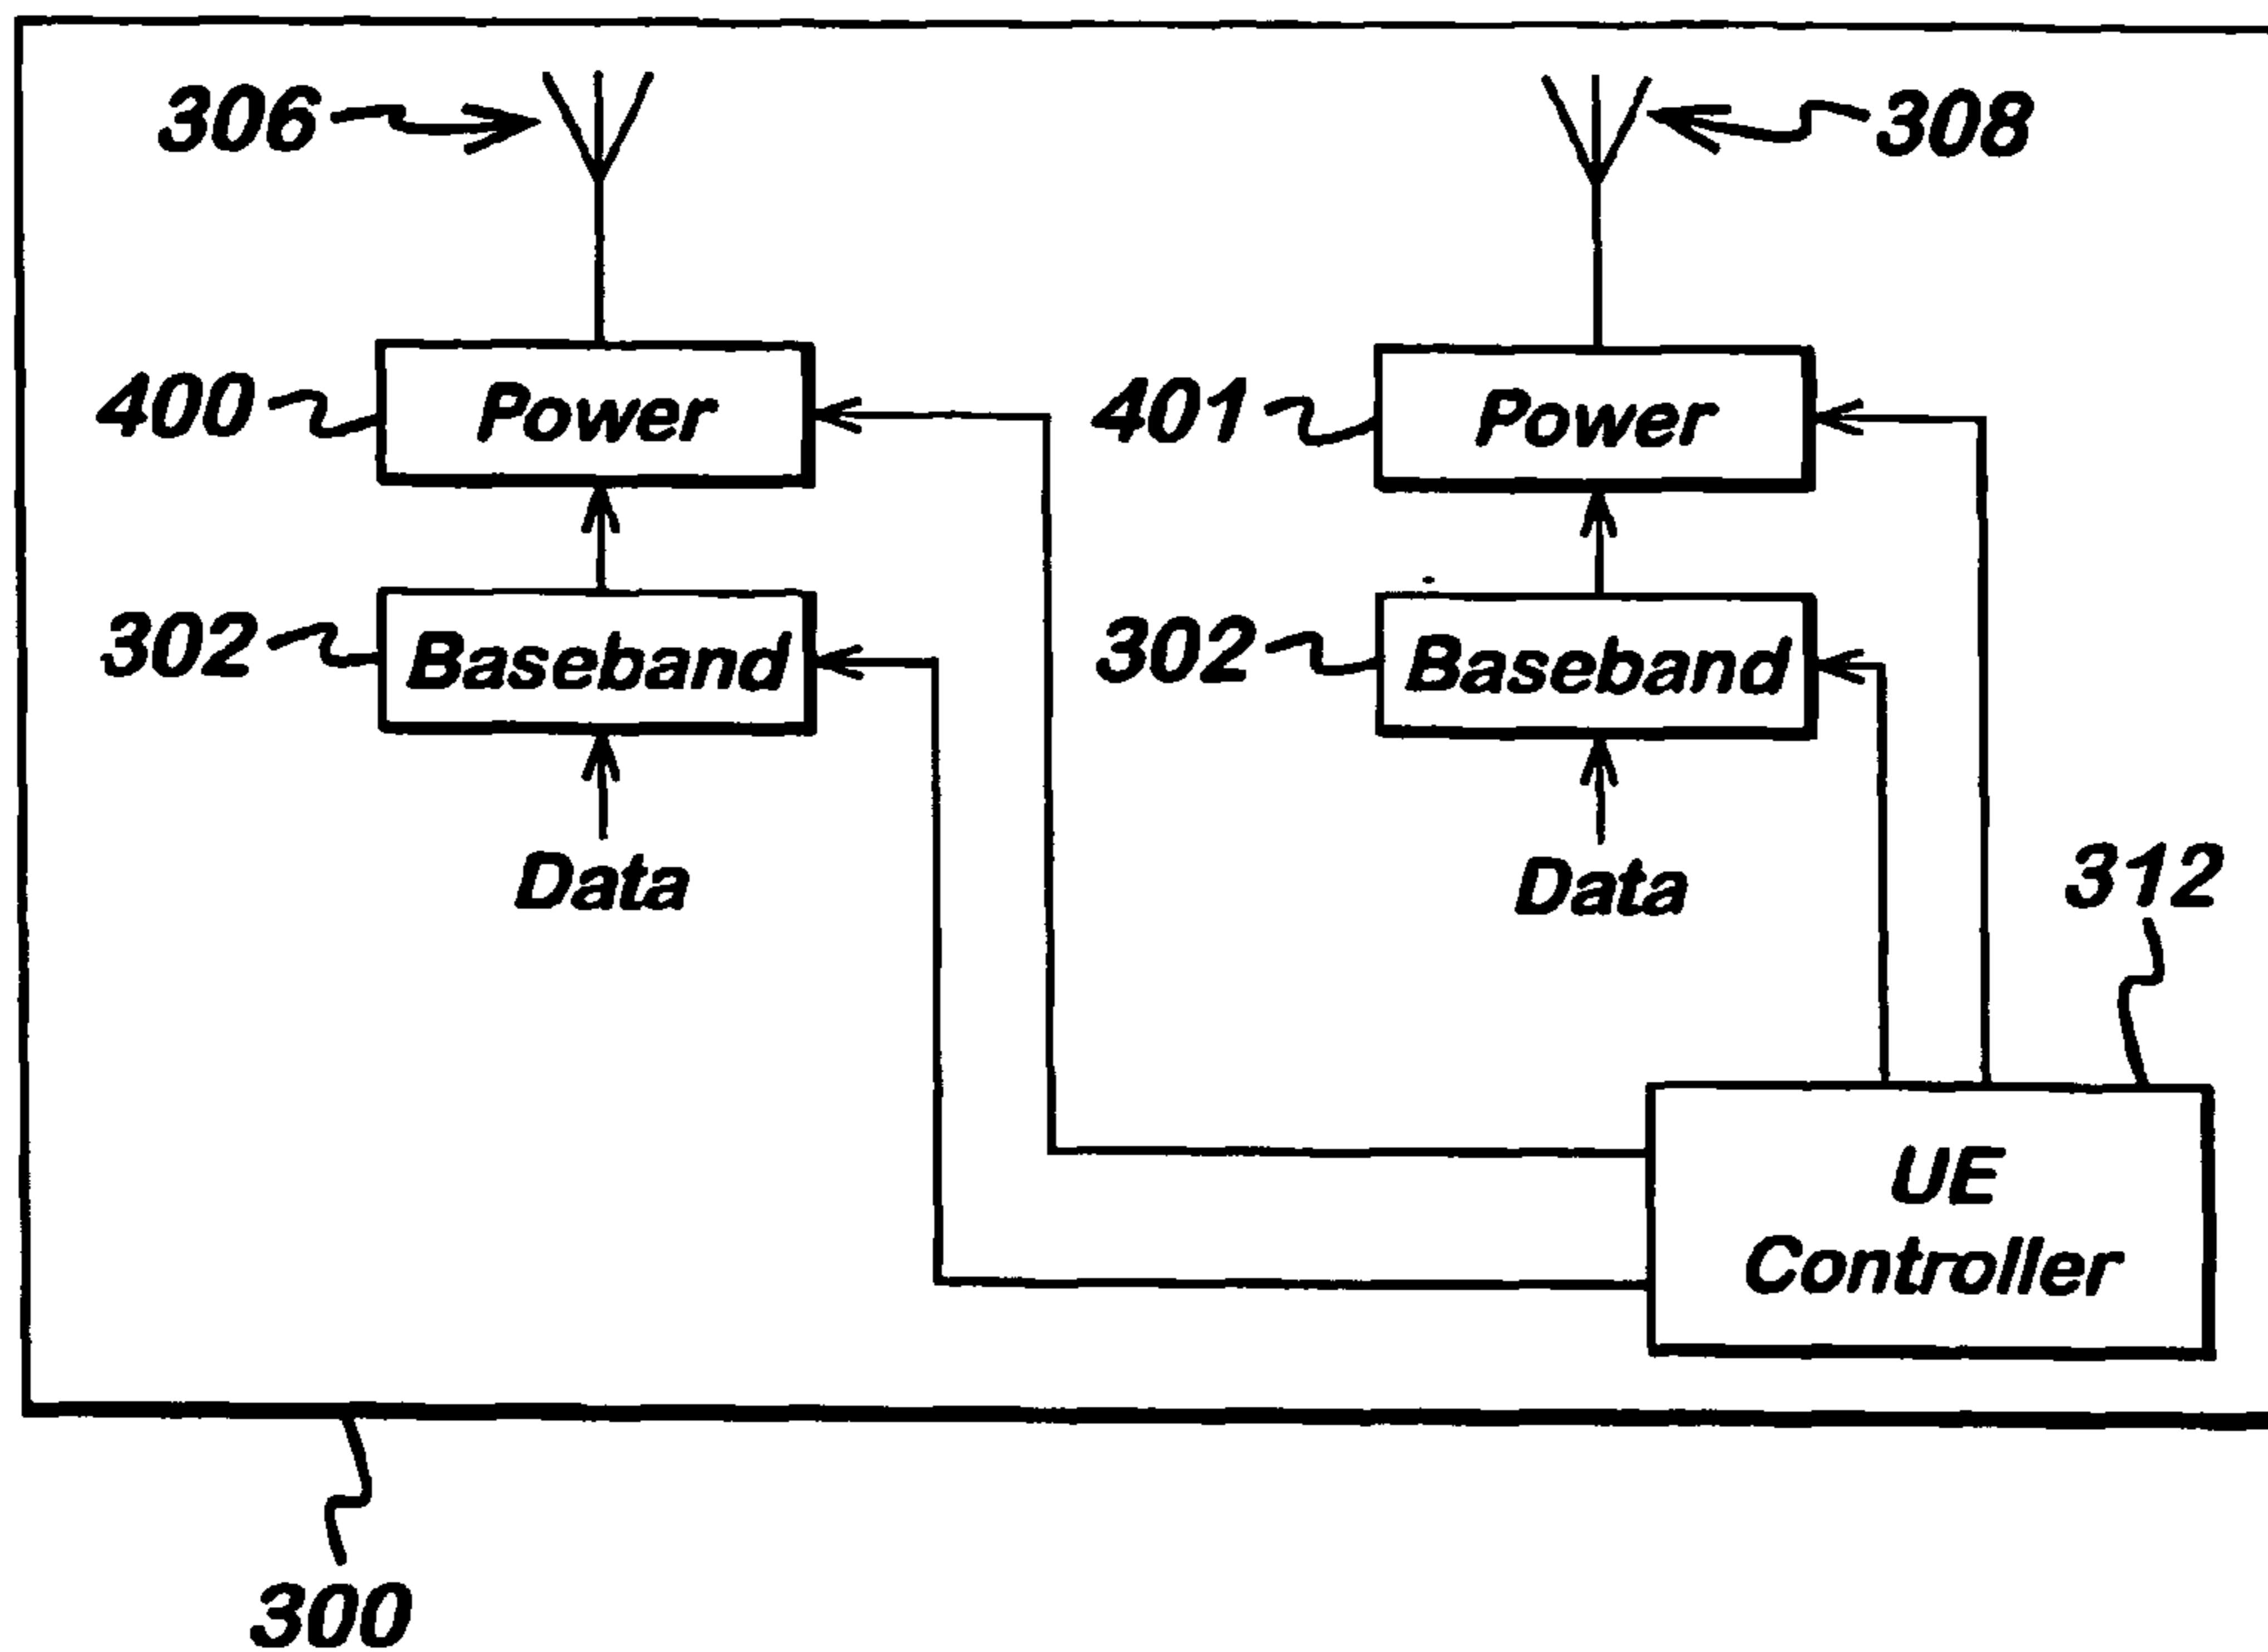 306
308
400
Power
401
Power
302
Baseband
302
Baseband
Data
Data
312
UE
Controller
300